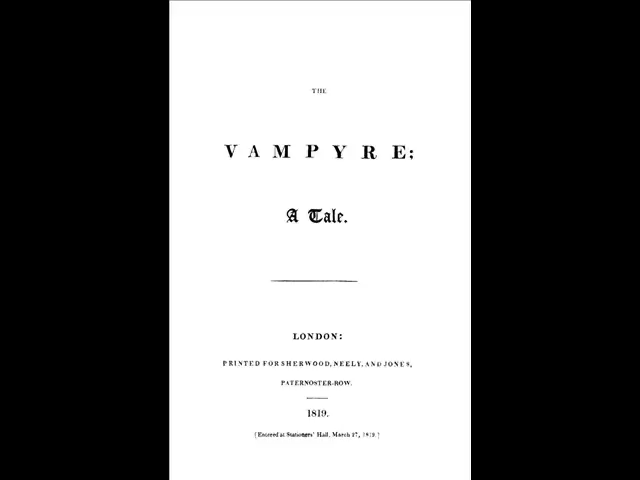 THE
VAMPYRE;
A Tale.
LONDON:
PRINTED FOR SHERWOOD, NEELY, AND JONES,
PATERNOSTER-ROW.
1819.
[Entered at Stationers' Hall, March 27, 1819.]